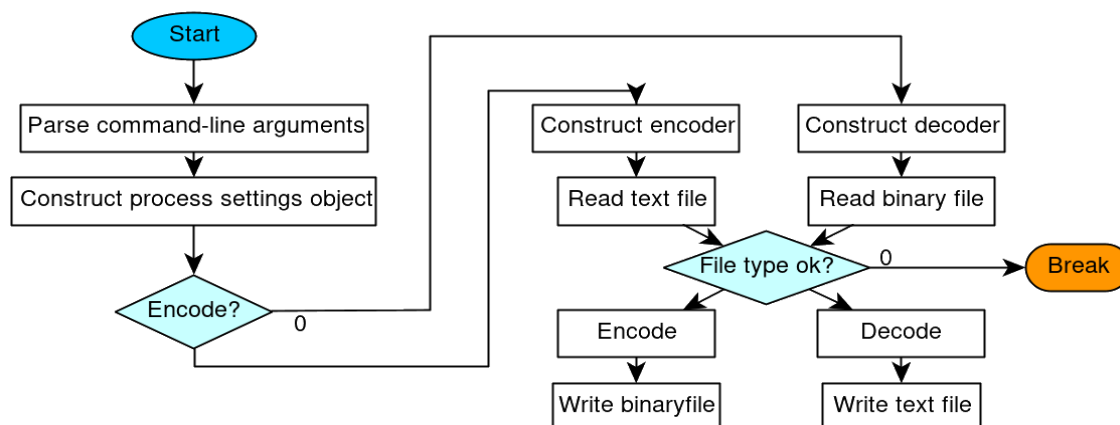 Start
Parse command-line arguments
Construct process settings object
Encode?
0
Construct encoder
Construct decoder
Read text file
Read binary file
File type ok?
0
Break
Encode
Decode
Write binaryfile
Write text file